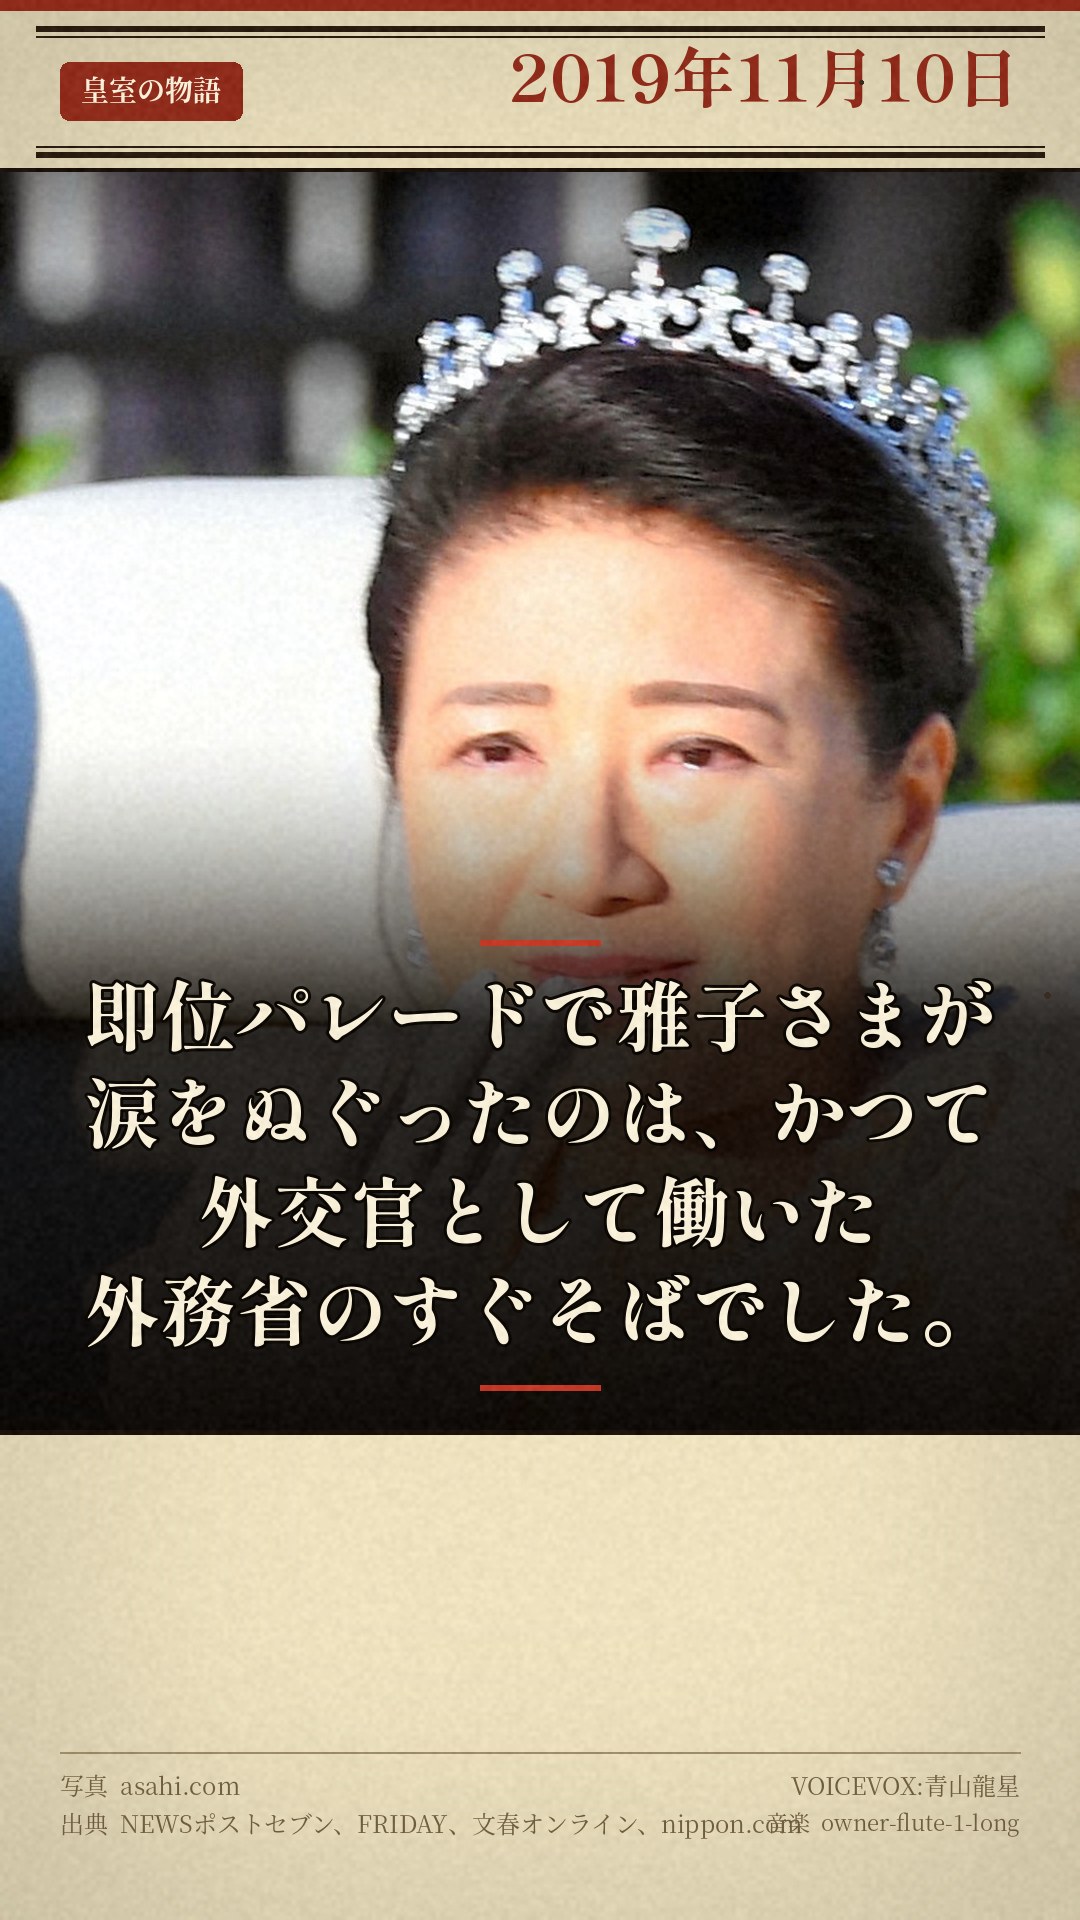 皇室の物語
2019年11月10日
即位パレードで雅子さまが
涙をぬぐったのは、かつて
外交官として働いた
外務省のすぐそばでした。
写真 asahi.com
VOICEVOX:青山龍星
出典 NEWSポストセブン、FRIDAY、文春オンライン、nippon.com
音楽 owner-flute-1-long